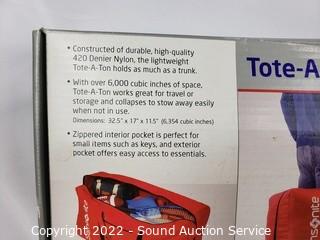 • Constructed of durable, high-quality
420 Denier Nylon, the lightweight
Tote-A-Ton holds as much as a trunk.
• With over 6,000 cubic inches of space,
Tote-A-Ton works great for travel or
storage and collapses to stow away easily
when not in use.
Dimensions: 32.5" x 17" x 11.5" (6,354 cubic inches)
• Zippered interior pocket is perfect for
small items such as keys, and exterior
pocket offers easy access to essentials.
Tote-A
Copyright 2022 - Sound Auction Service